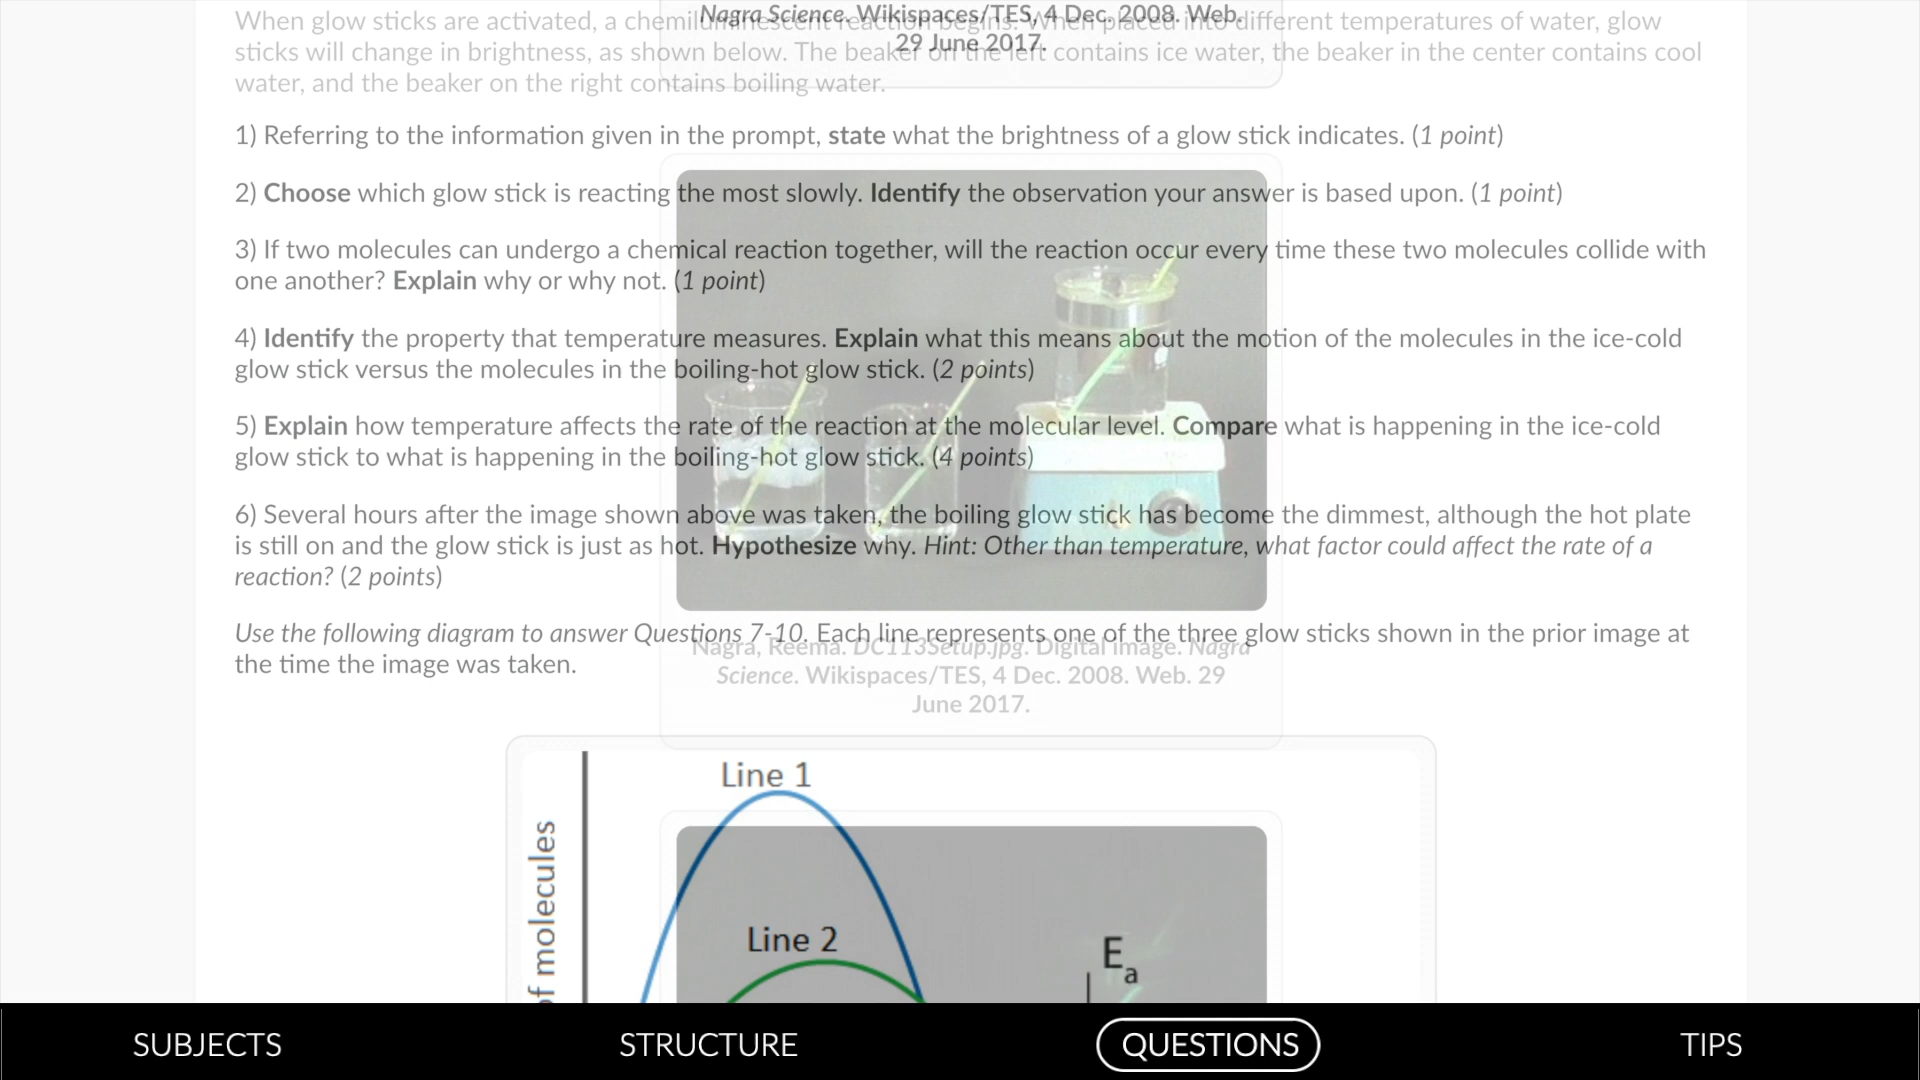 Nagra Science. Wikispaces/TES, 4 Dec. 2008. Web.
29 June 2017.
When glow sticks are activated, a chemiluminescent reaction begins. When placed into different temperatures of water, glow
sticks will change in brightness, as shown below. The beaker on the left contains ice water, the beaker in the center contains cool
water, and the beaker on the right contains boiling water.
1) Referring to the information given in the prompt, state what the brightness of a glow stick indicates. (1 point)
2) Choose which glow stick is reacting the most slowly. Identify the observation your answer is based upon. (1 point)
3) If two molecules can undergo a chemical reaction together, will the reaction occur every time these two molecules collide with
one another? Explain why or why not. (1 point)
4) Identify the property that temperature measures. Explain what this means about the motion of the molecules in the ice-cold
glow stick versus the molecules in the boiling-hot glow stick. (2 points)
5) Explain how temperature affects the rate of the reaction at the molecular level. Compare what is happening in the ice-cold
glow stick to what is happening in the boiling-hot glow stick. (4 points)
6) Several hours after the image shown above was taken, the boiling glow stick has become the dimmest, although the hot plate
is still on and the glow stick is just as hot. Hypothesize why. Hint: Other than temperature, what factor could affect the rate of a
reaction? (2 points)
Use the following diagram to answer Questions 7-10. Each line represents one of the three glow sticks shown in the prior image at
the time the image was taken.
Nagra, Reema. DC113Setup.jpg. Digital image. Nagra
Science. Wikispaces/TES, 4 Dec. 2008. Web. 29
June 2017.
Line 1
of molecules
Line 2
Ea
SUBJECTS
STRUCTURE
QUESTIONS
TIPS